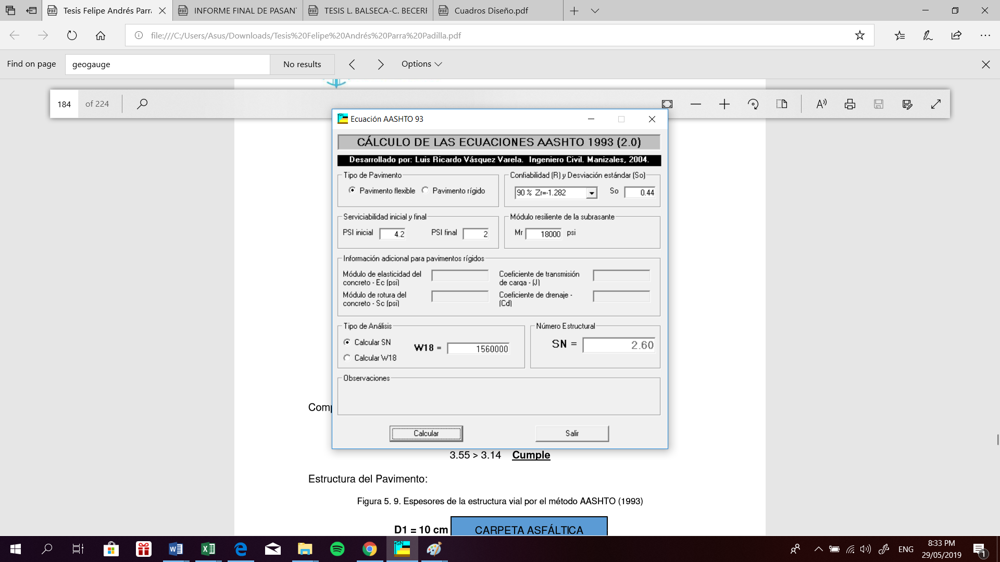 Tesis Felipe Andrés Parra
INFORME FINAL DE PASAN
TESIS L. BALSECA-C. BECER
Cuadros Diseño.pdf
file:///C:/Users/Asus/Downloads/Tesis%20Felipe%20Andrés%20Parra%20Padilla.pdf
Find on page
geogauge
No results
Options
184
of 224
Ecuación AASHTO 93
CÁLCULO DE LAS ECUACIONES AASHTO 1993 (2.0)
Desarrollado por: Luis Ricardo Vásquez Varela. Ingeniero Civil. Manizales, 2004.
Tipo de Pavimento
Pavimento flexible
Pavimento rígido
Confiabilidad (R) y Desviación estándar (So)
90 % Zr=-1.282
So
0.44
Serviciabilidad inicial y final
PSI inicial
4.2
PSI final
2
Módulo resiliente de la subrasante
Mr
18000
psi
Información adicional para pavimentos rígidos
Módulo de elasticidad del
concreto - Ec (psi)
Coeficiente de transmisión
de carga - (J)
Módulo de rotura del
concreto - Sc (psi)
Coeficiente de drenaje -
(Cd)
Tipo de Análisis
Calcular SN
Calcular W18
W18 =
1560000
Número Estructural
SN =
2.60
Observaciones
Calcular
Salir
Comp
3.55 > 3.14 Cumple
Estructura del Pavimento:
Figura 5. 9. Espesores de la estructura vial por el método AASHTO (1993)
D1 = 10 cm
CARPETA ASFÁLTICA
SN
ENG
8:33 PM
29/05/2019
1